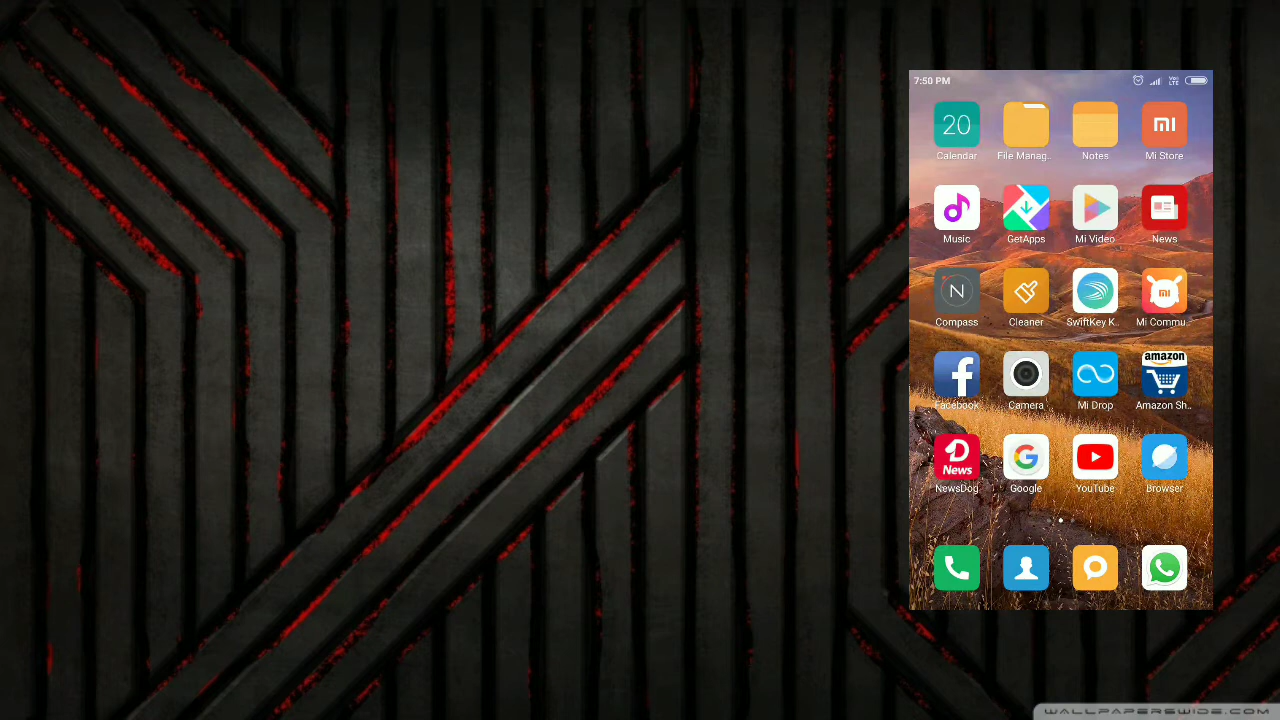 7:50 PM VoLTE
20
Calendar File Manag.. Notes Mi Store
Music GetApps Mi Video News
N
Compass Cleaner SwiftKey K.. Mi Commu..
amazon
Facebook Camera Mi Drop Amazon Sh..
D News
NewsDog Google YouTube Browser
WALLPAPERSWIDE.COM